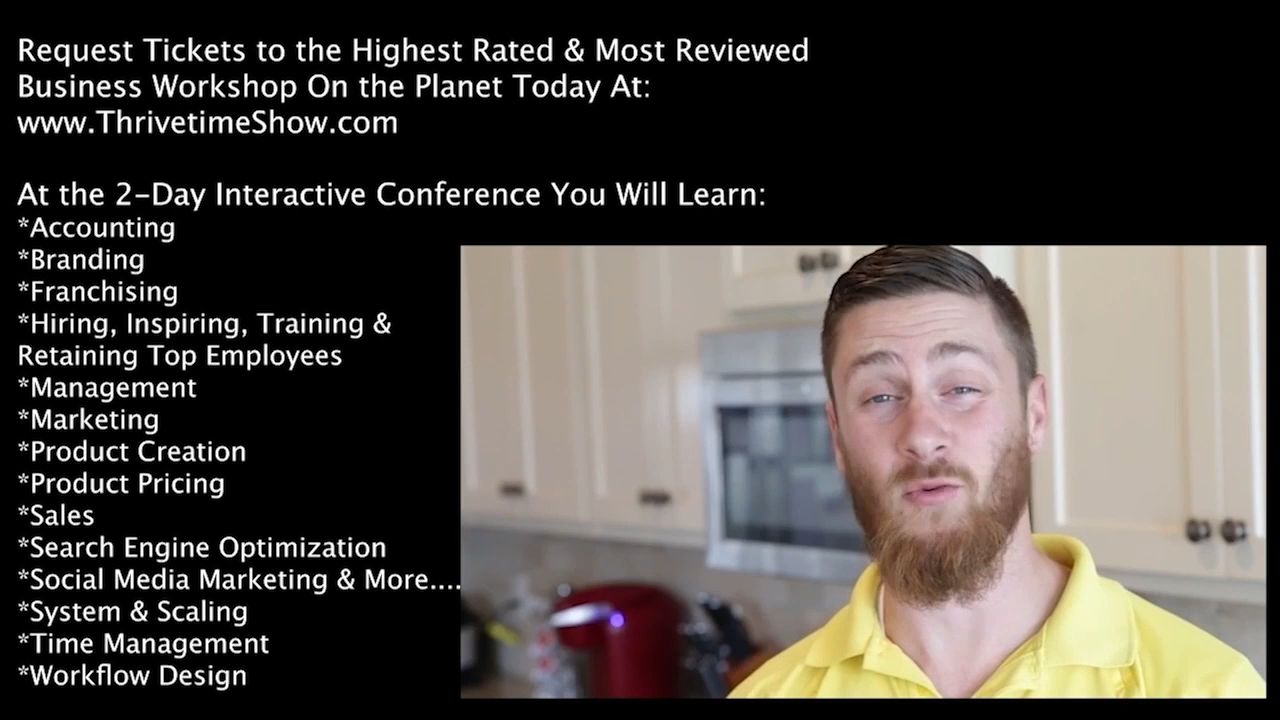 Request Tickets to the Highest Rated & Most Reviewed
Business Workshop On the Planet Today At:
www.ThrivetimeShow.com
At the 2-Day Interactive Conference You Will Learn:
*Accounting
*Branding
*Franchising
*Hiring, Inspiring, Training &
Retaining Top Employees
*Management
*Marketing
*Product Creation
*Product Pricing
*Sales
*Search Engine Optimization
*Social Media Marketing & More....
*System & Scaling
*Time Management
*Workflow Design